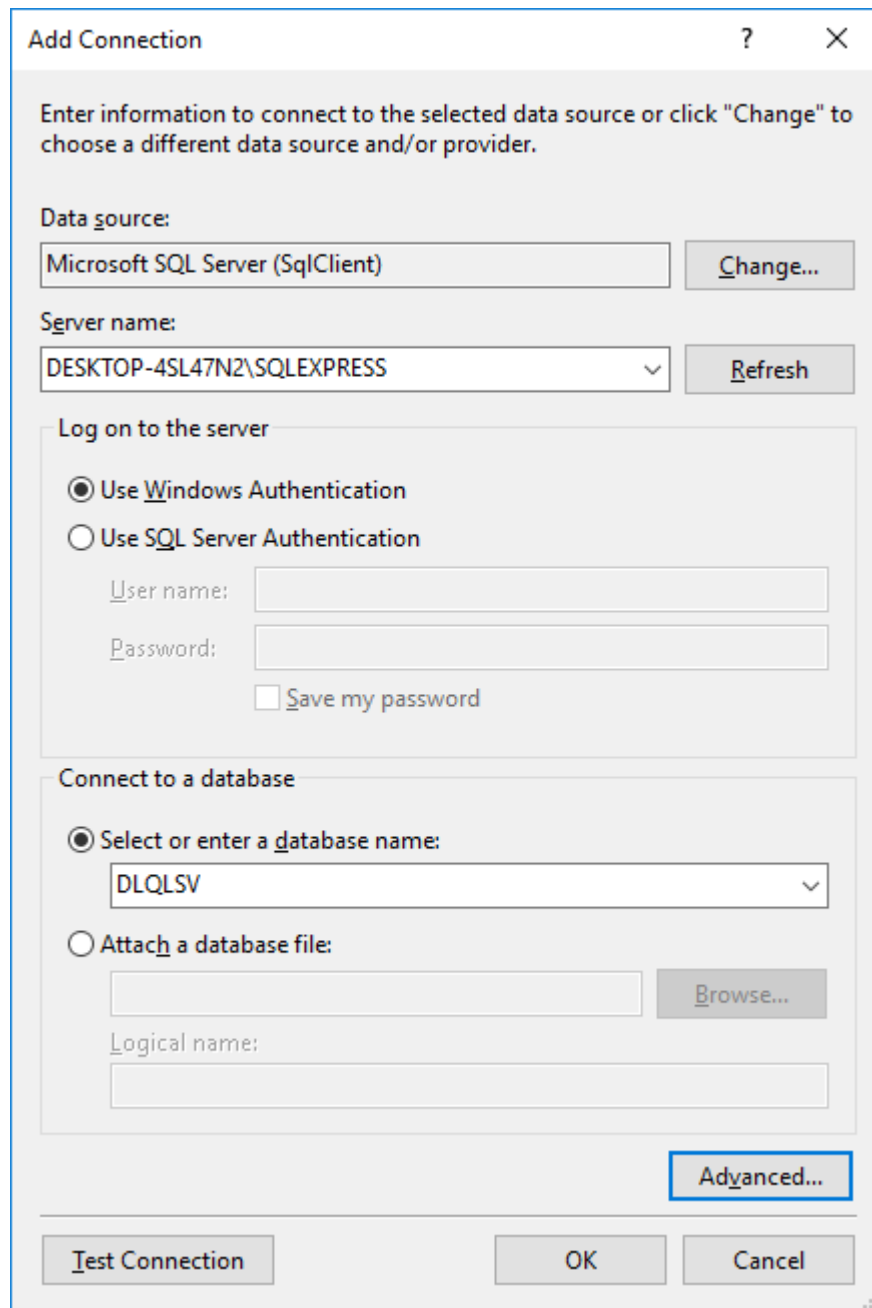 Add Connection ?
Enter information to connect to the selected data source or click "Change" to
choose a different data source and/or provider.
Data source:
Microsoft SQL Server (SqlClient) Change...
Server name:
DESKTOP-4SL47N2\SQLEXPRESS Refresh
Log on to the server
Use Windows Authentication
Use SQL Server Authentication
User name:
Password:
Save my password
Connect to a database
Select or enter a database name:
DLQLSV
Attach a database file:
Browse...
Logical name:
Advanced...
Test Connection OK Cancel